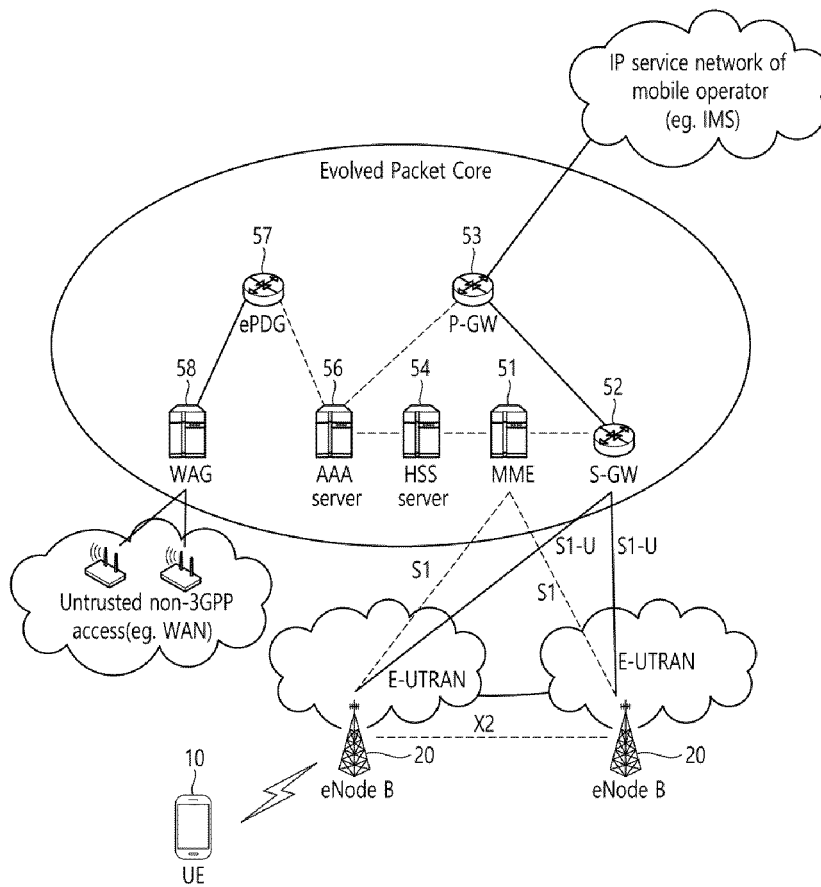 IP service network of
mobile operator
(eg. IMS)
Evolved Packet Core
57
53
ePDG
P-GW
58
56
54
51
52
WAG
AAA
server
HSS
server
MME
S-GW
S1
S1-U
S1-U
S1
Untrusted non-3GPP
access(eg. WAN)
E-UTRAN
E-UTRAN
X2
10
20
20
eNode B
eNode B
UE